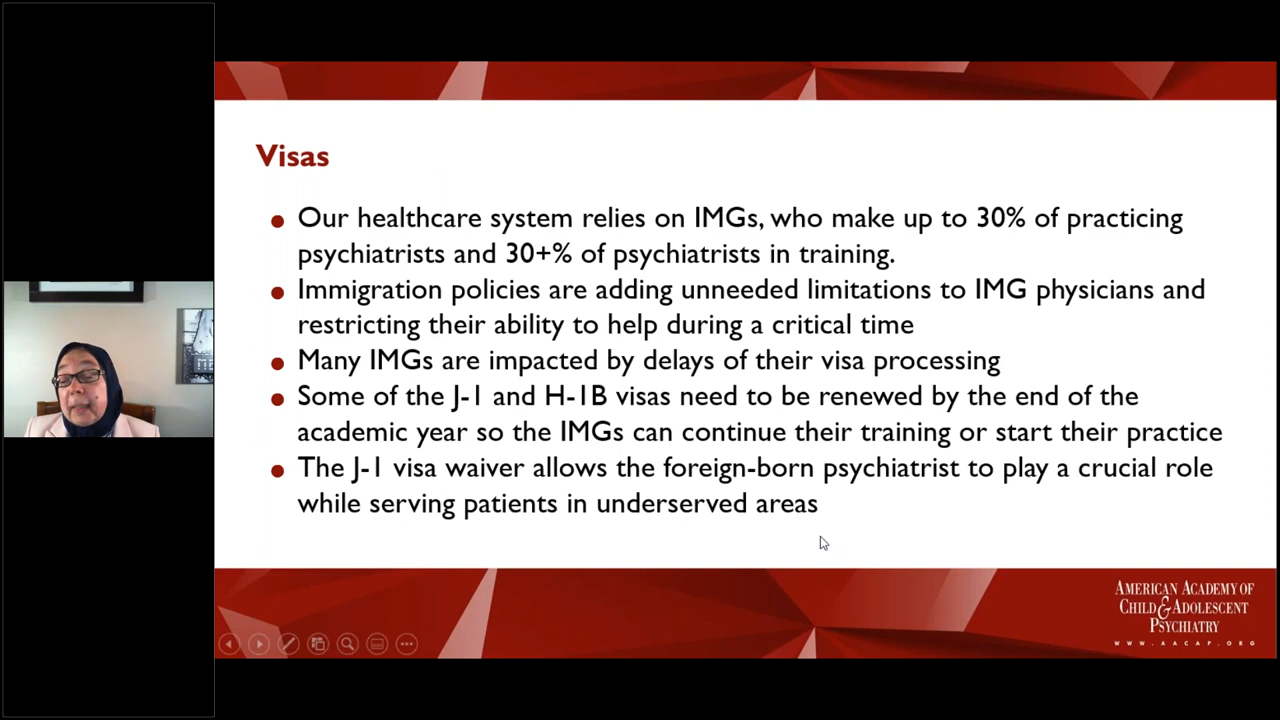 Visas
Our healthcare system relies on IMGs, who make up to 30% of practicing
psychiatrists and 30+% of psychiatrists in training.
Immigration policies are adding unneeded limitations to IMG physicians and
restricting their ability to help during a critical time
Many IMGs are impacted by delays of their visa processing
Some of the J-1 and H-1B visas need to be renewed by the end of the
academic year so the IMGs can continue their training or start their practice
The J-1 visa waiver allows the foreign-born psychiatrist to play a crucial role
while serving patients in underserved areas
AMERICAN ACADEMY OF
CHILD & ADOLESCENT
PSYCHIATRY
WWW.AACAP.ORG